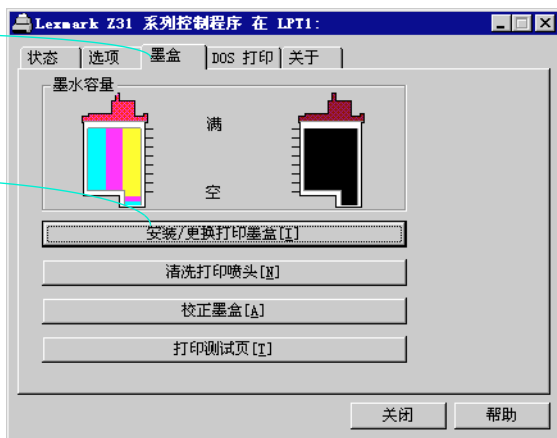 Lexmark Z31 系列控制程序 在 LPT1:
状态 选项 墨盒 DOS 打印 关于
墨水容量
满
空
安装/更换打印墨盒[I]
清洗打印喷头[N]
校正墨盒[A]
打印测试页[T]
关闭 帮助